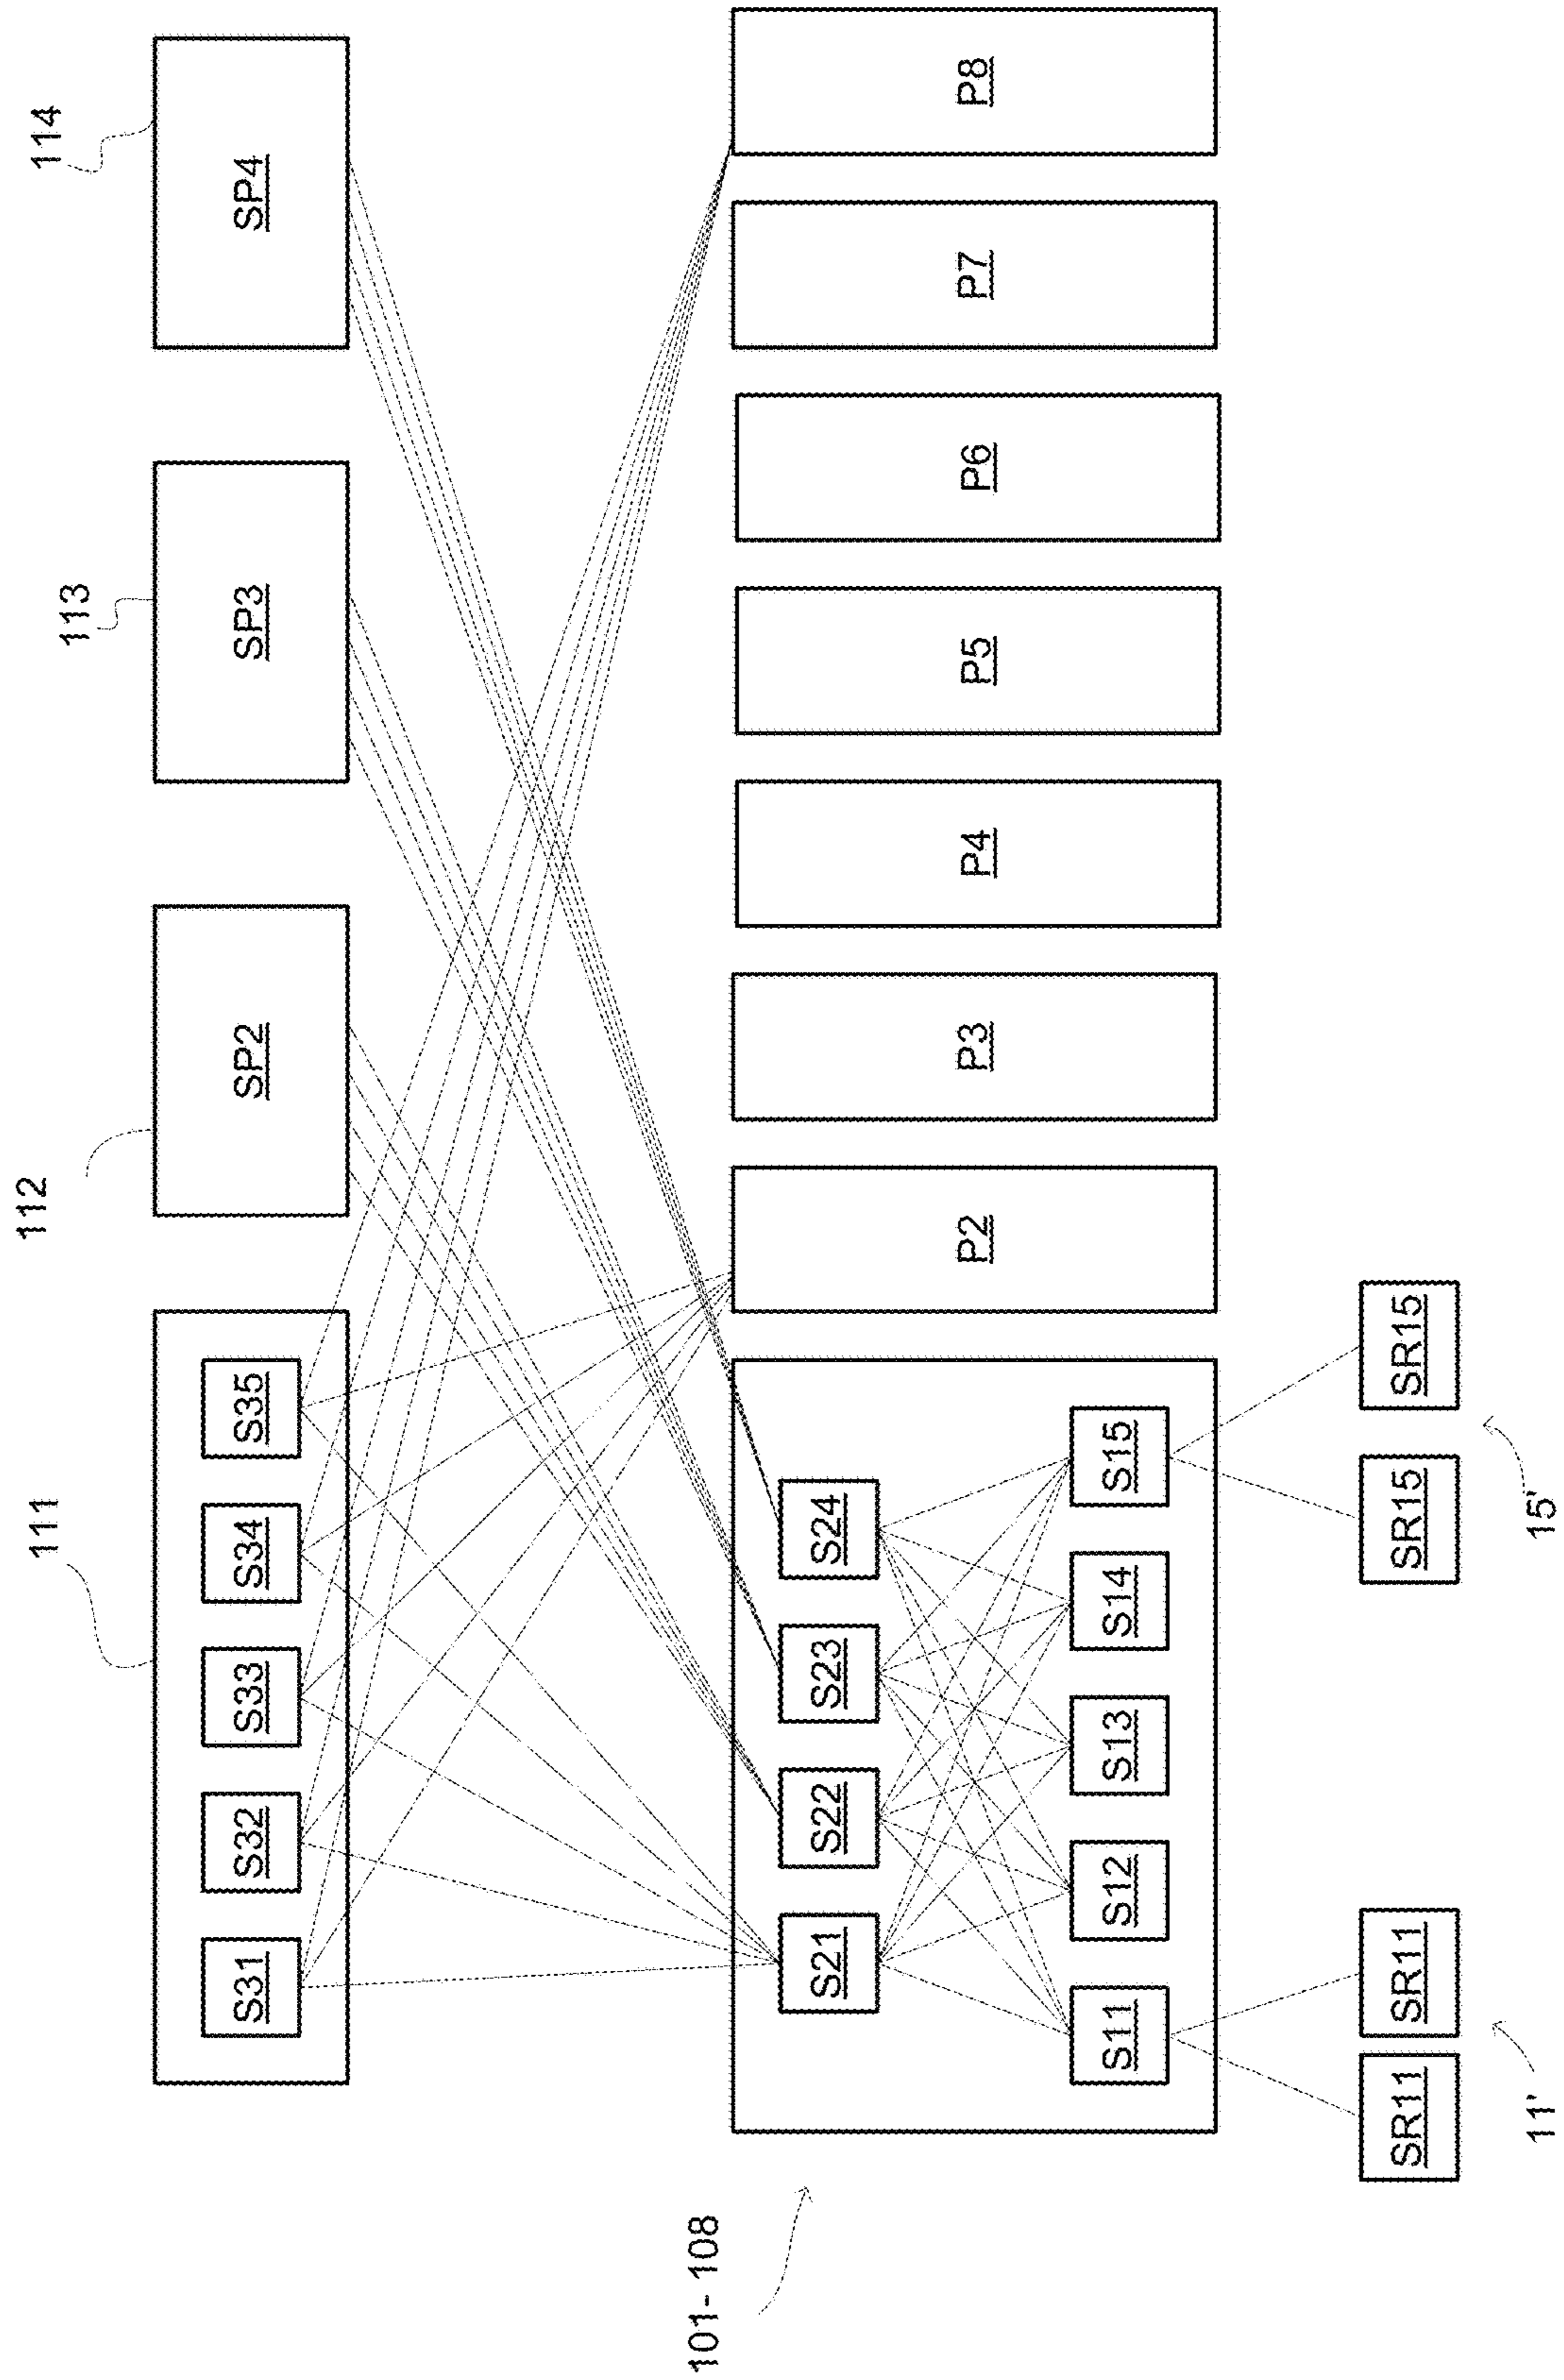 111
112
113
114
S31
S32
S33
S34
S35
SP2
SP3
SP4
101- 108
S21
S22
S23
S24
S11
S12
S13
S14
S15
P2
P3
P4
P5
P6
P7
P8
SR11
SR11
SR15
SR15
11'
15'